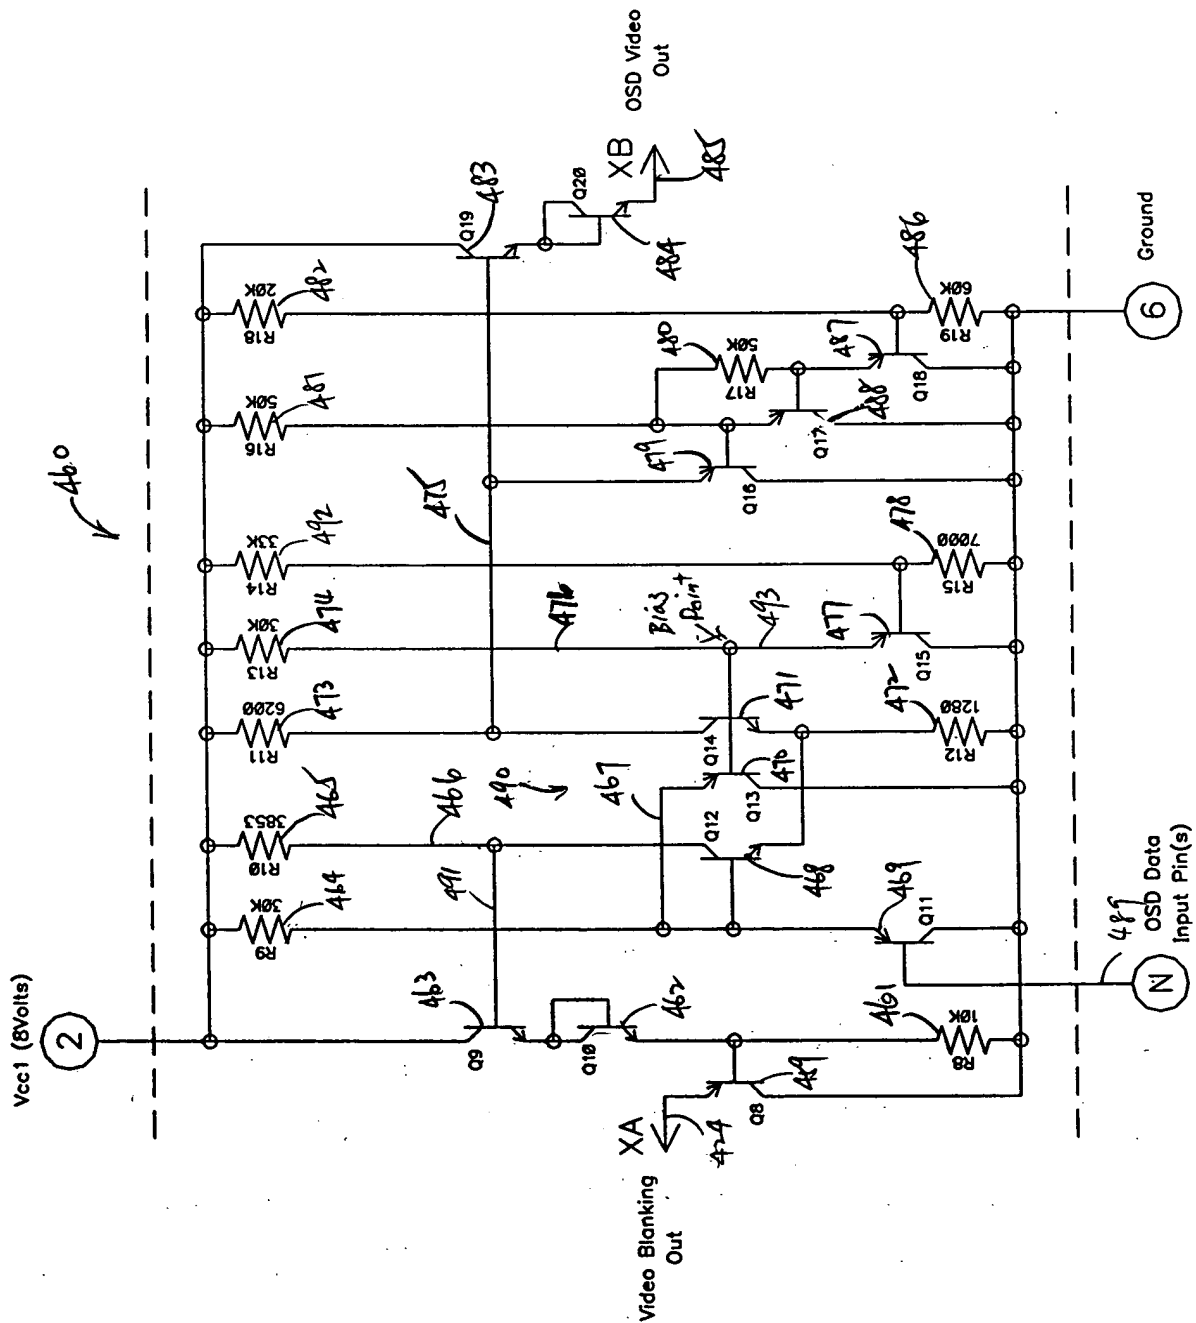 460
Vcc1 (8Volts)
2
R9
30K
464
R10
3853
465
R11
6200
473
R13
30K
474
R14
33K
492
R16
50K
481
R18
20K
482
463
Q9
491
466
490
475
476
Q19
483
Q10
462
467
Bias
Point
493
479
480
R17
50K
Q20
484
XB
485
OSD Video
Out
XA
424
Video Blanking
Out
Q8
489
Q12
468
Q13
470
Q14
471
Q16
Q17
488
487
Q18
469
Q11
477
Q15
R8
10K
461
R12
1280
472
R15
7000
478
R19
60K
486
N
489
OSD Data
Input Pin(s)
6
Ground